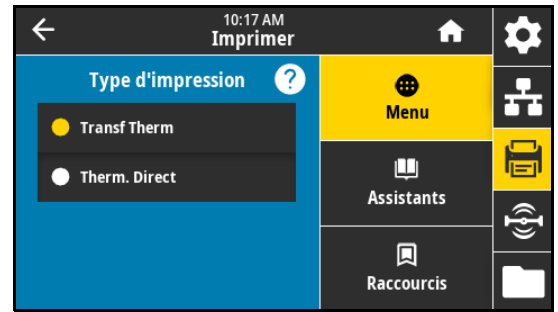 10:17 AM
Imprimer
Type d'impression ?
Transf Therm
Therm. Direct
Menu
Assistants
Raccourcis